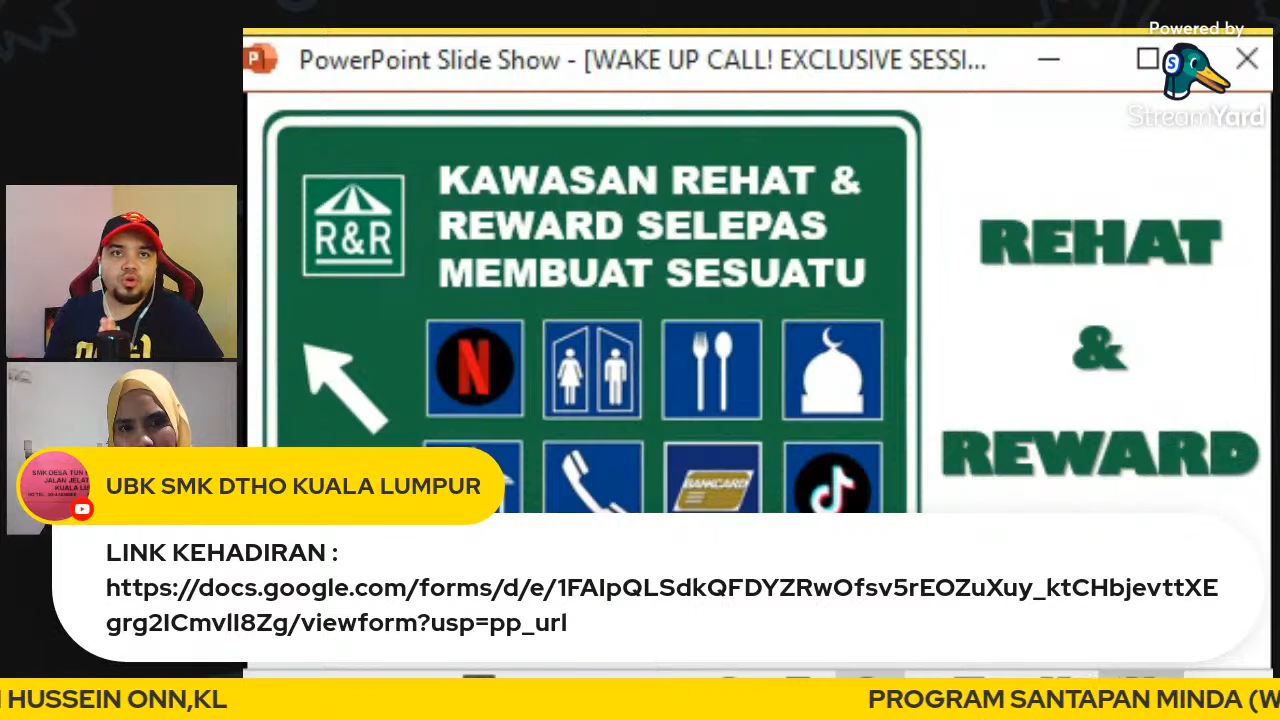 Powered by
StreamYard
PowerPoint Slide Show - [WAKE UP CALL! EXCLUSIVE SESSI...
R&R
KAWASAN REHAT &
REWARD SELEPAS
MEMBUAT SESUATU
N
BANKCARD
REHAT
&
REWARD
UBK SMK DTHO KUALA LUMPUR
LINK KEHADIRAN :
https://docs.google.com/forms/d/e/1FAIpQLSdkQFDYZRwOfsv5rEOZuXuy_ktCHbjevttXE
grg2ICmvlI8Zg/viewform?usp=pp_url
HUSSEIN ONN,KL
PROGRAM SANTAPAN MINDA (W